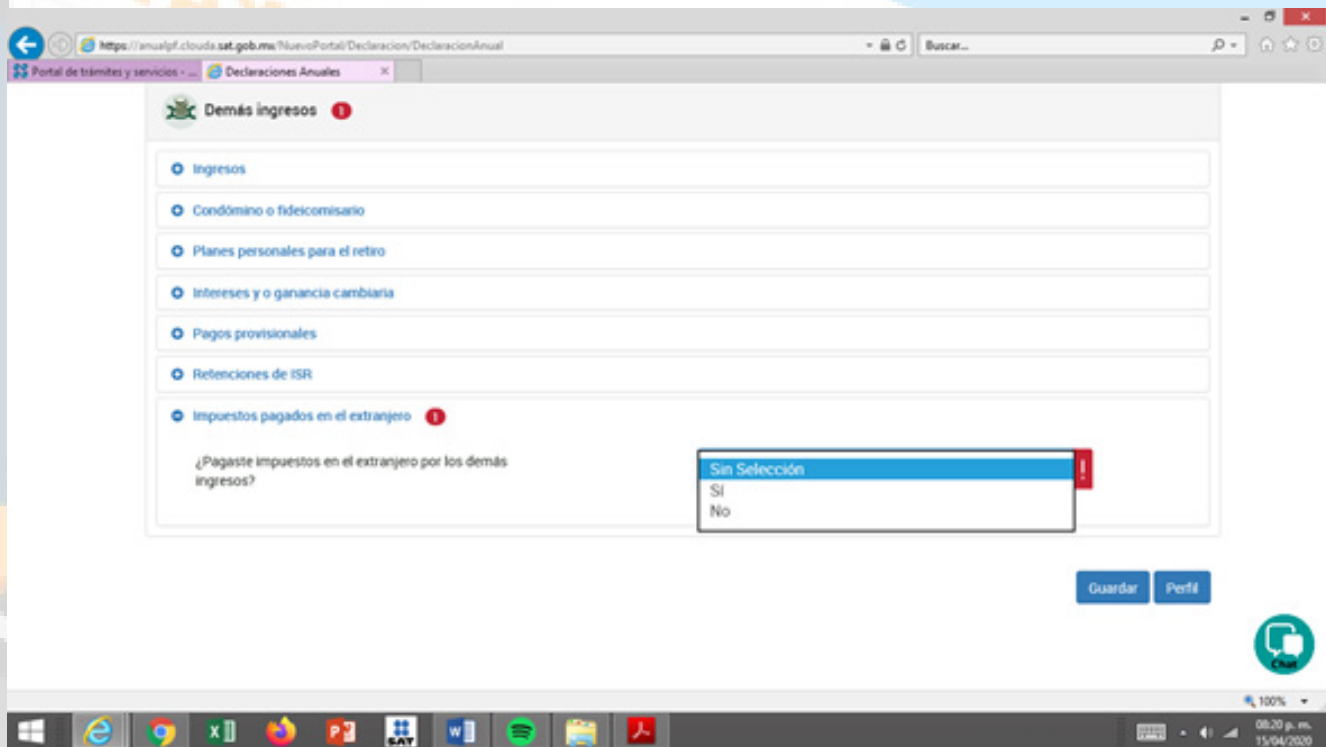 https://anualpf.clouda.sat.gob.mx/NuevoPortal/Declaracion/DeclaracionAnual
Buscar...
Portal de trámites y servicios - ...
Declaraciones Anuales
Demás ingresos 1
Ingresos
Condómino o fideicomisario
Planes personales para el retiro
Intereses y o ganancia cambiaria
Pagos provisionales
Retenciones de ISR
Impuestos pagados en el extranjero 1
¿Pagaste impuestos en el extranjero por los demás
ingresos?
Sin Selección
!
SI
No
Guardar Perfil
Chat
100%
SAT
08:20 p. m.
15/04/2020